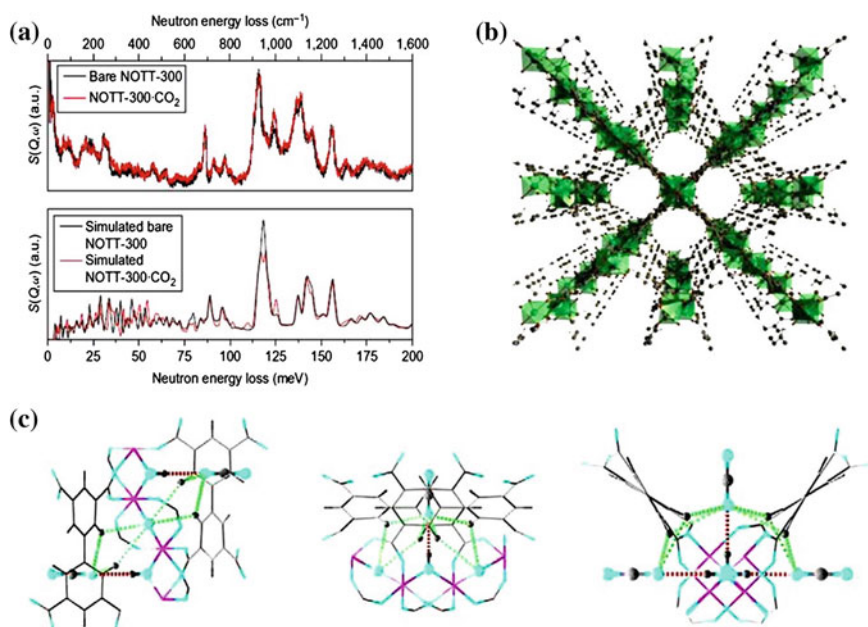 (a)
Neutron energy loss (cm⁻¹)
0 200 400 600 800 1,000 1,200 1,400 1,600
S(Q,ω) (a.u.)
Bare NOTT-300
NOTT-300·CO₂
S(Q,ω) (a.u.)
Simulated bare
NOTT-300
Simulated
NOTT-300·CO₂
0 25 50 75 100 125 150 175 200
Neutron energy loss (meV)
(b)
(c)